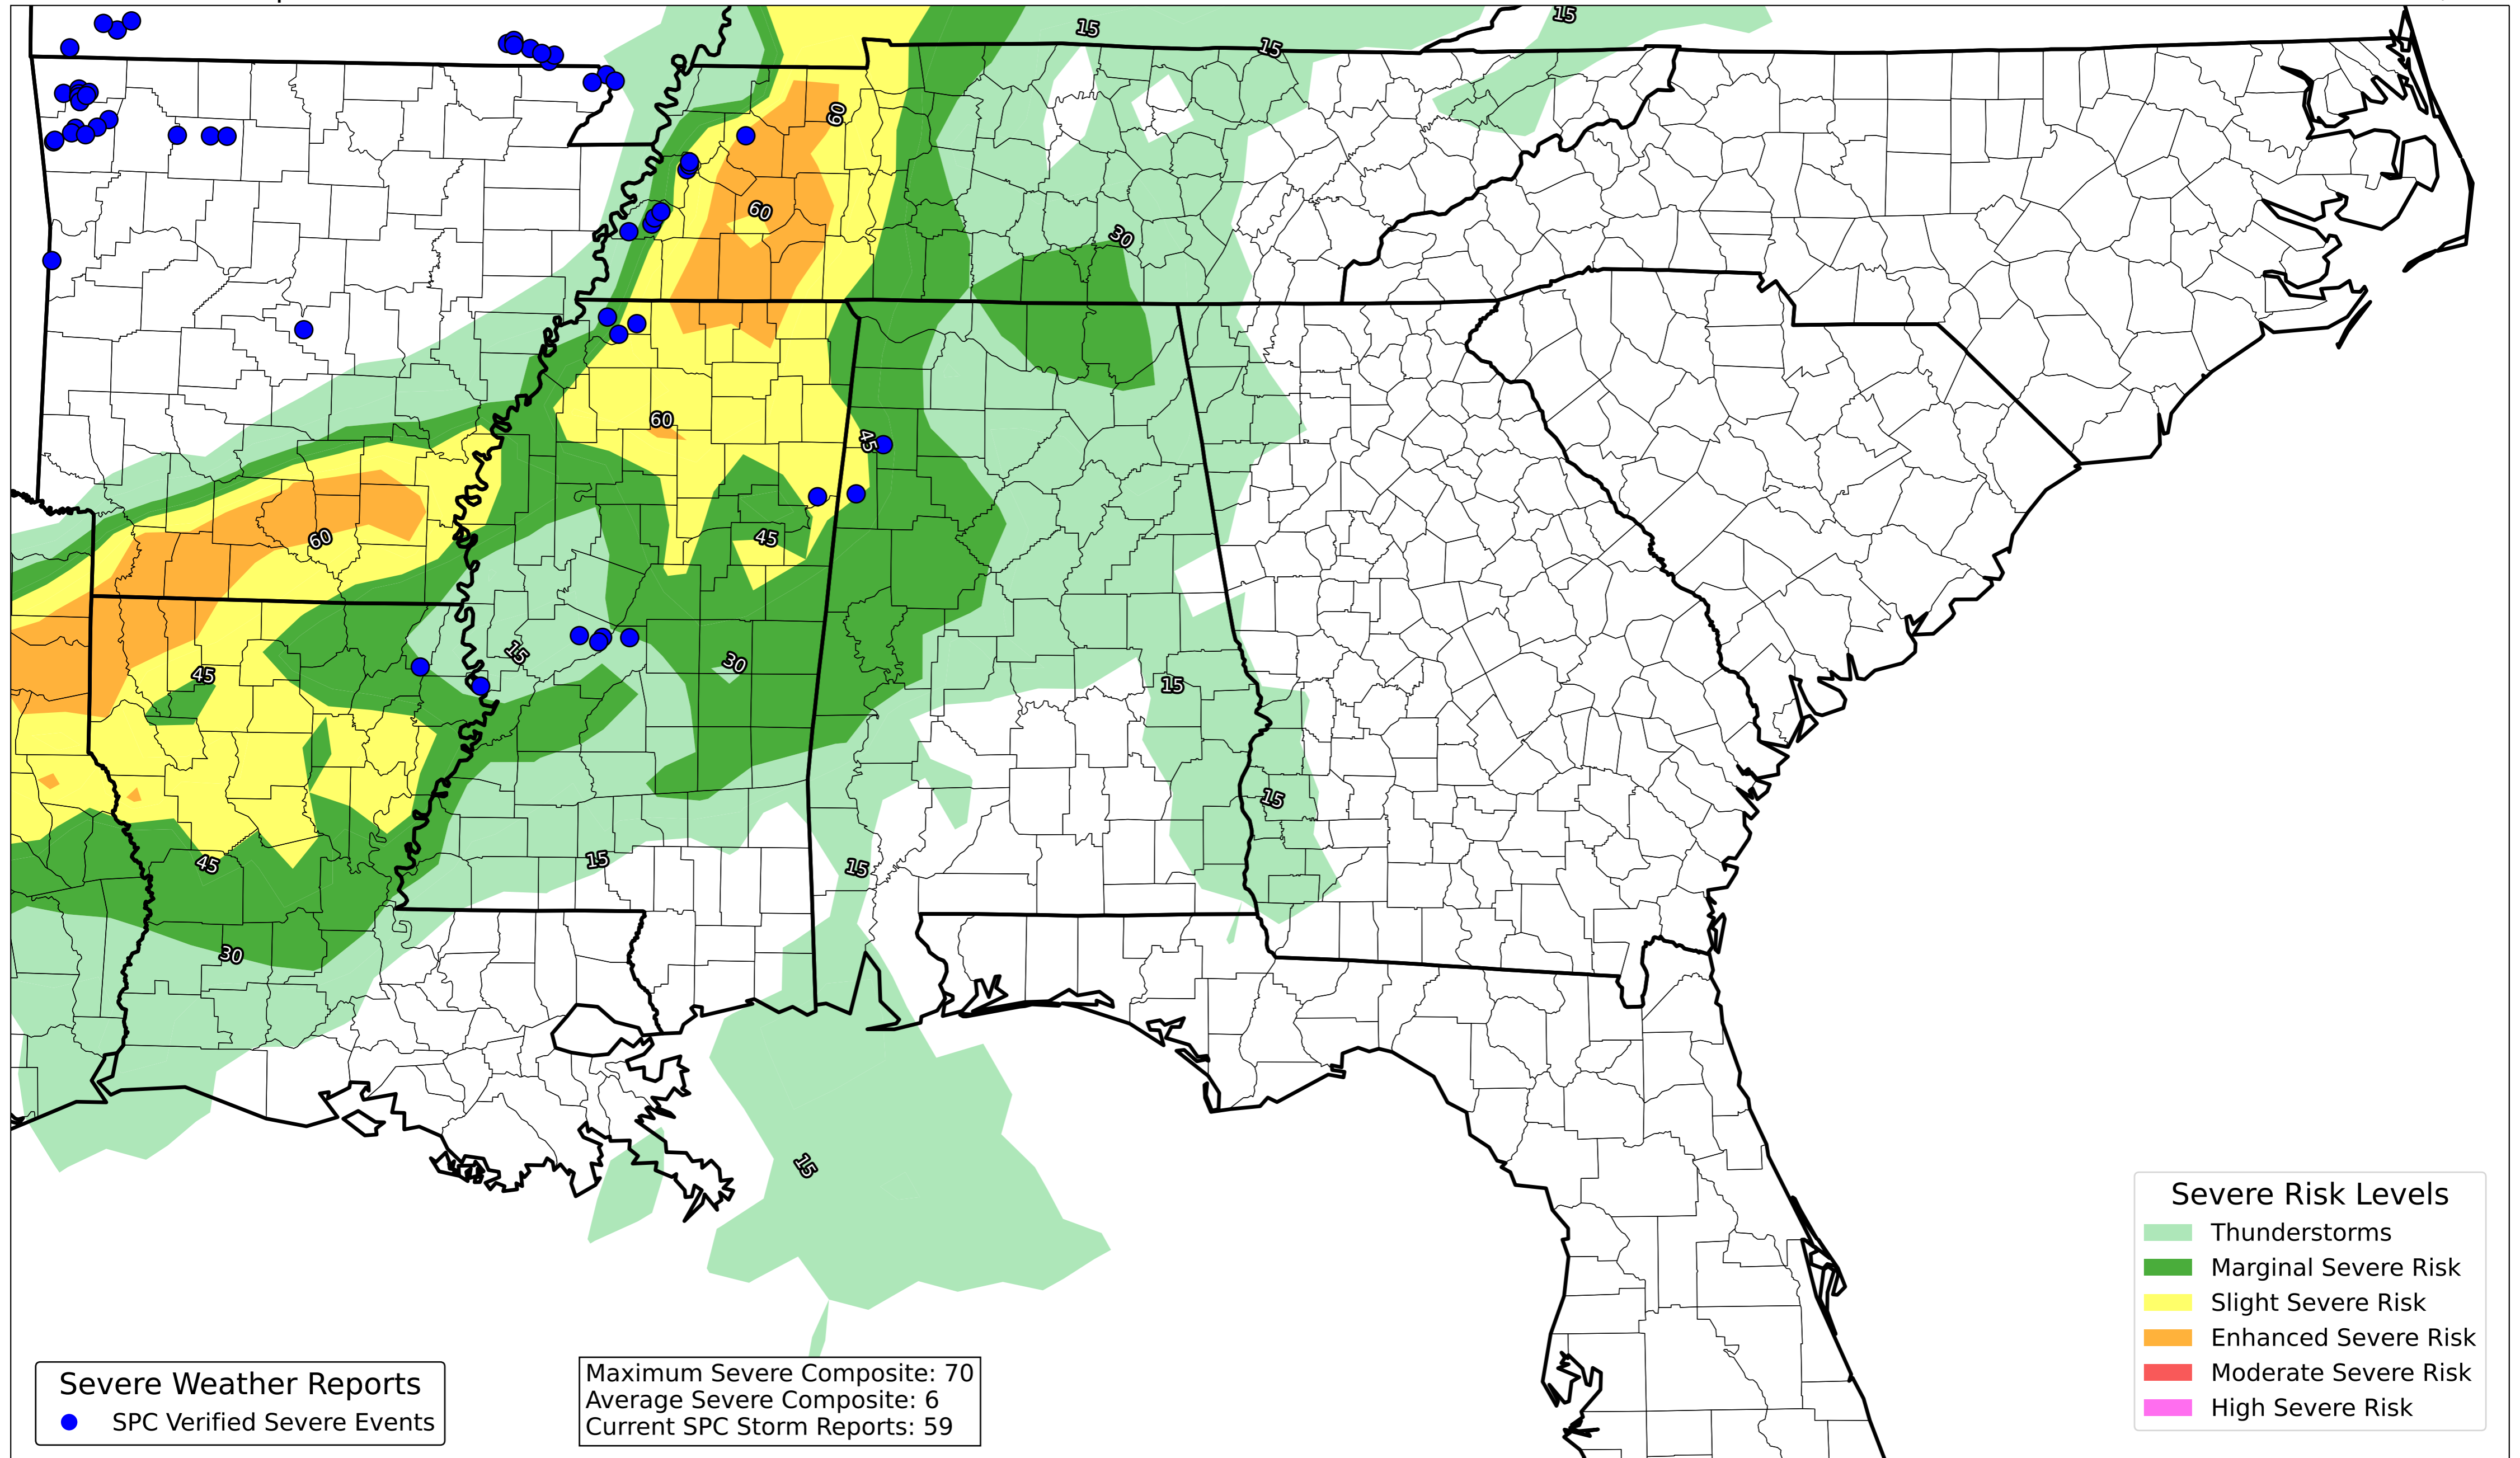 15
15
15
60
60
30
60
45
60
45
15
30
45
15
15
45
15
15
30
15
Severe Risk Levels
Thunderstorms
Marginal Severe Risk
Slight Severe Risk
Enhanced Severe Risk
Moderate Severe Risk
High Severe Risk
Severe Weather Reports
SPC Verified Severe Events
Maximum Severe Composite: 70
Average Severe Composite: 6
Current SPC Storm Reports: 59